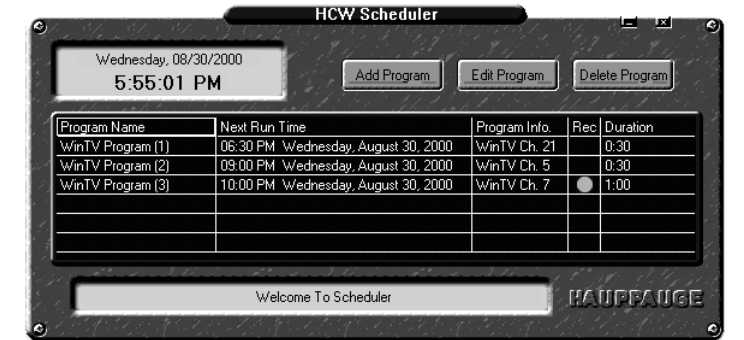 HCW Scheduler
Wednesday, 08/30/2000
5:55:01 PM
Add Program Edit Program Delete Program
Program Name Next Run Time Program Info. Rec Duration
WinTV Program (1) 06:30 PM Wednesday, August 30, 2000 WinTV Ch. 21 0:30
WinTV Program (2) 09:00 PM Wednesday, August 30, 2000 WinTV Ch. 5 0:30
WinTV Program (3) 10:00 PM Wednesday, August 30, 2000 WinTV Ch. 7 1:00
Welcome To Scheduler
HAUPPAUGE